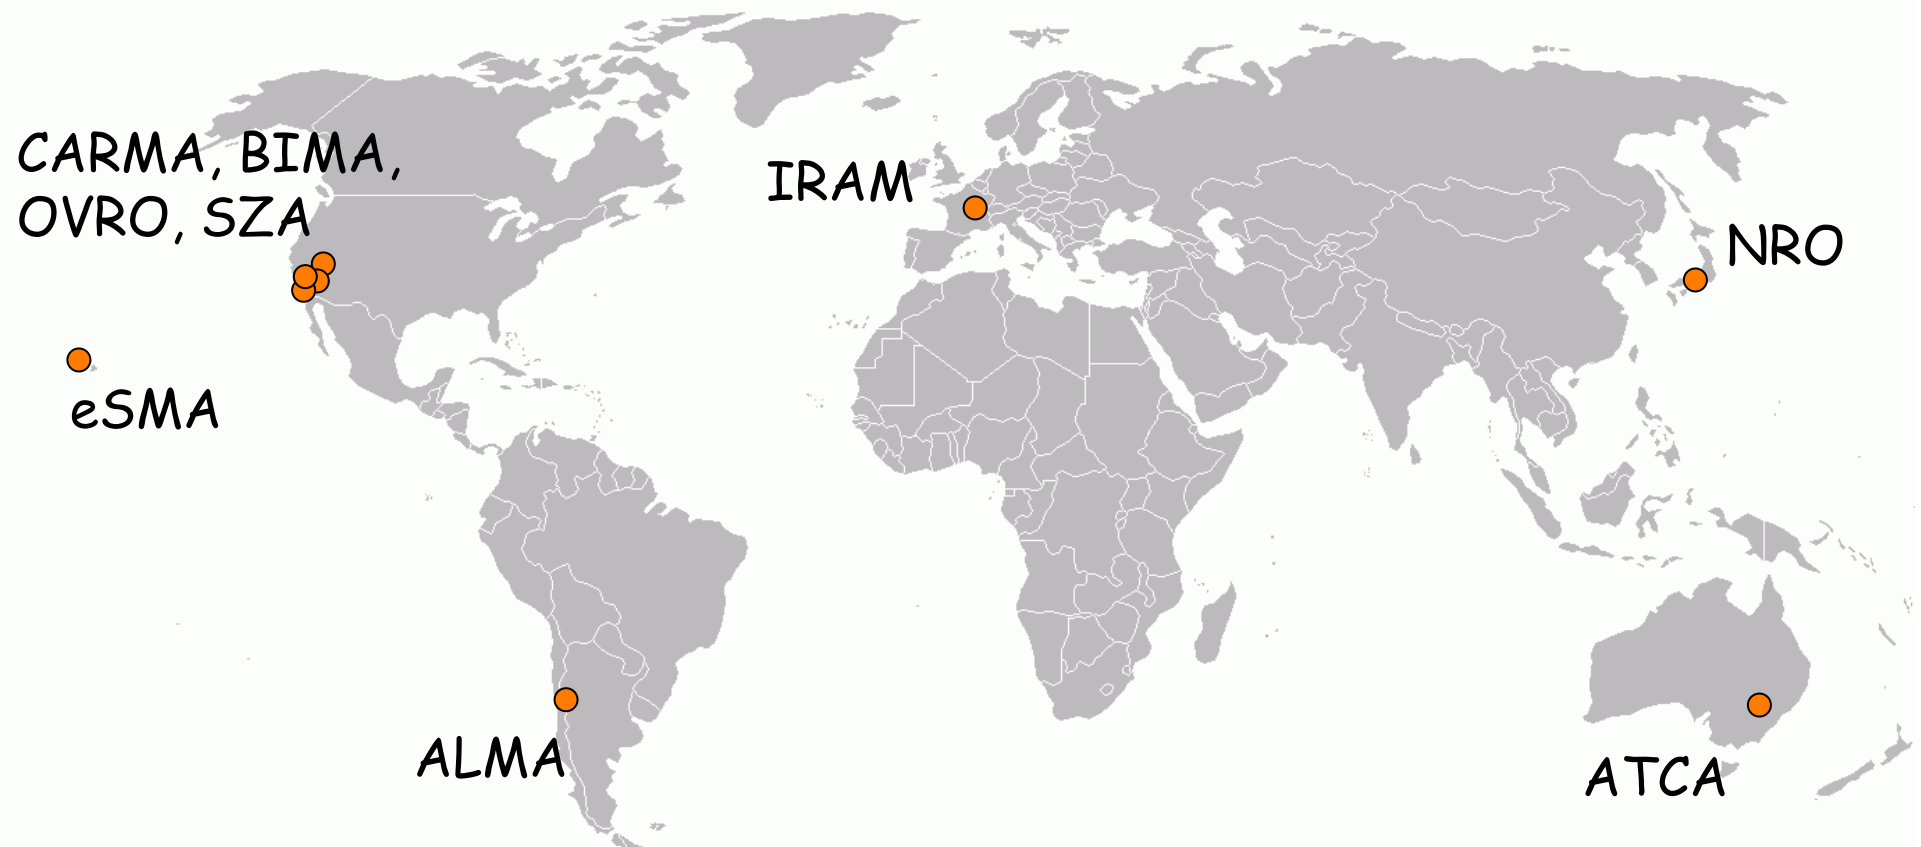 CARMA, BIMA,
OVRO, SZA
IRAM
NRO
eSMA
ALMA
ATCA